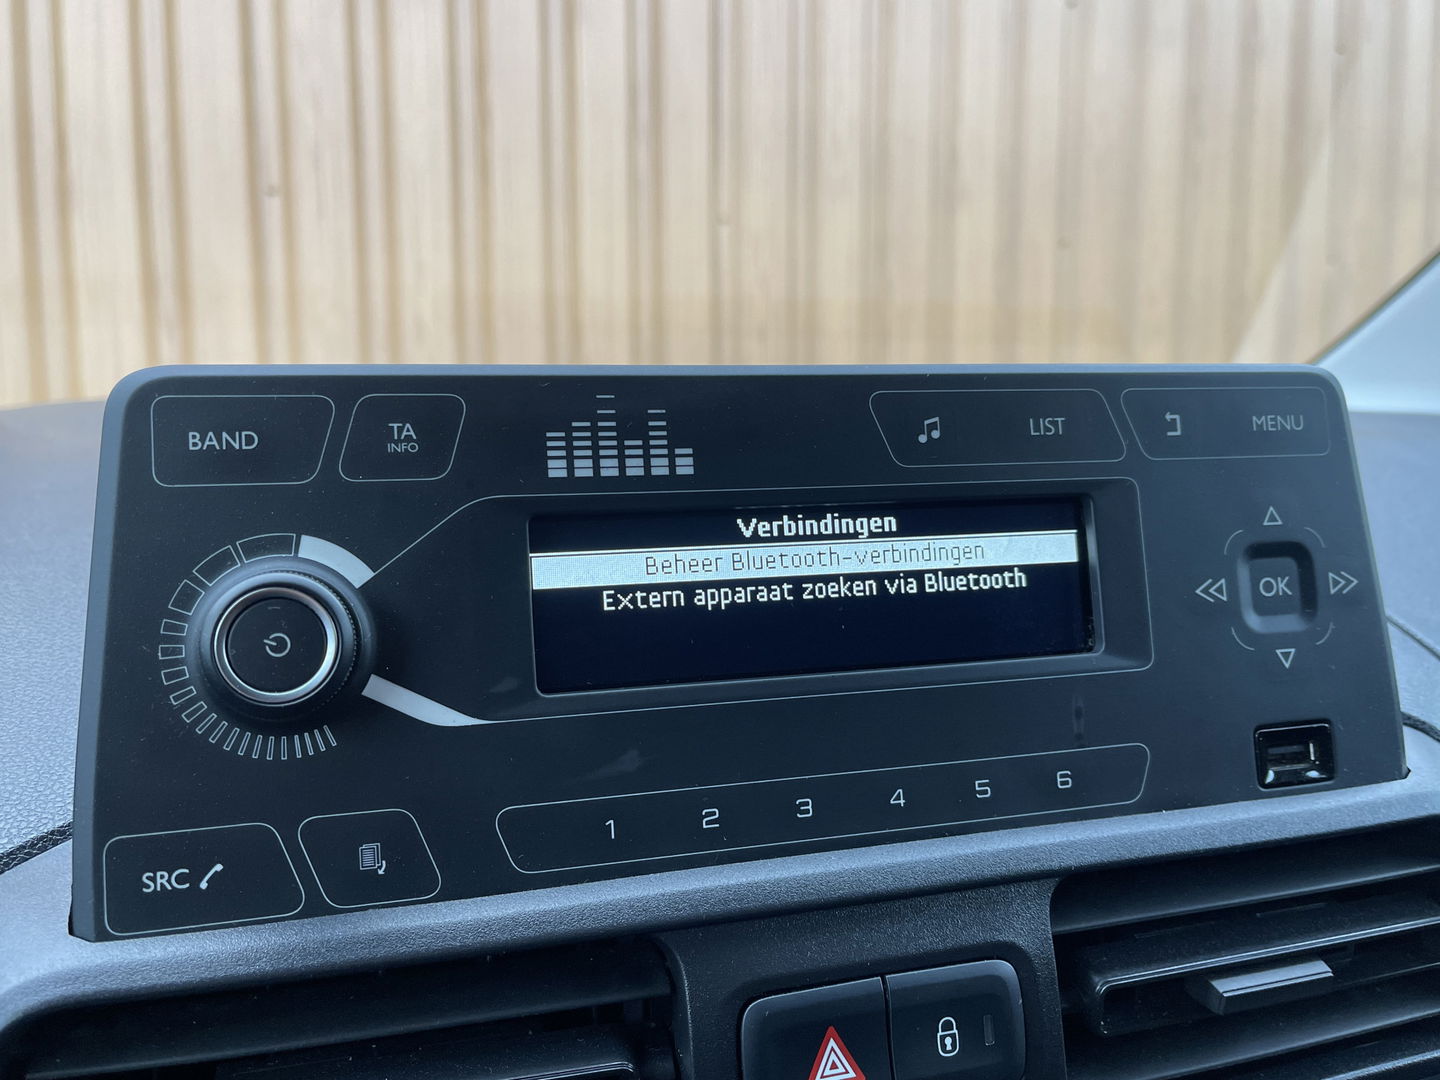 BAND
TA
INFO
LIST
MENU
Verbindingen
Beheer Bluetooth-verbindingen
Extern apparaat zoeken via Bluetooth
OK
1 2 3 4 5 6
SRC